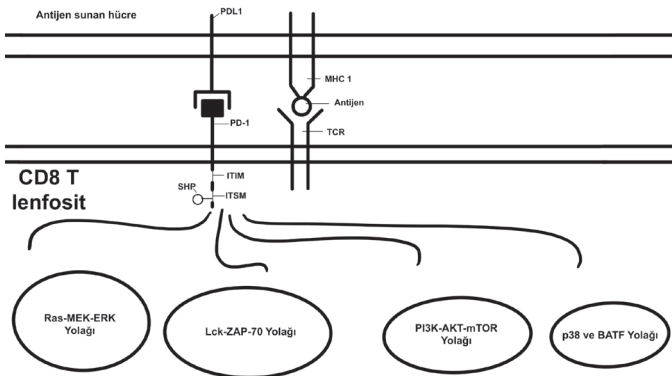 Antijen sunan hücre
PDL1
MHC 1
Antijen
PD-1
TCR
CD8 T
lenfosit
ITIM
SHP
ITSM
Ras-MEK-ERK
Yolağı
Lck-ZAP-70 Yolağı
PI3K-AKT-mTOR
Yolağı
p38 ve BATF Yolağı